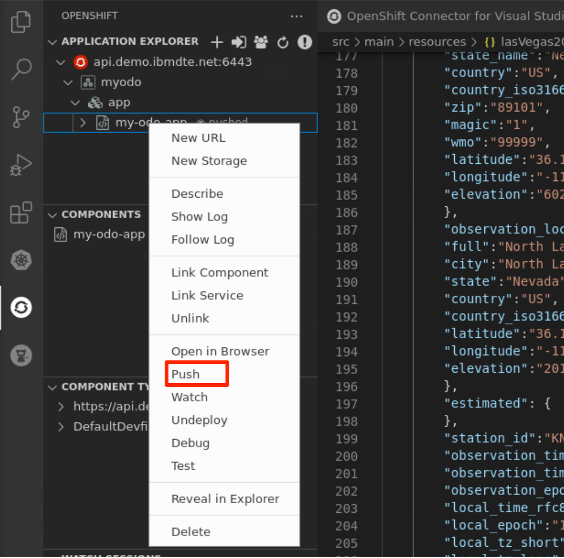 OPENSHIFT
OpenShift Connector for Visual Studi
APPLICATION EXPLORER
src > main > resources > {} lasVegas20
api.demo.ibmdte.net:6443
myodo
app
my-odo-app pushed
New URL
New Storage
Describe
Show Log
Follow Log
Link Component
Link Service
Unlink
Open in Browser
Push
Watch
Undeploy
Debug
Test
Reveal in Explorer
Delete
COMPONENTS
my-odo-app
COMPONENT TY
https://api.de
DefaultDevfi
WATCH SESSIONS
177 "state_name":"Ne
178 "country":"US",
179 "country_iso3166
180 "zip":"89101",
181 "magic":"1",
182 "wmo":"99999",
183 "latitude":"36.1
184 "longitude":"-11
185 "elevation":"602
186 },
187 "observation_loc
188 "full":"North La
189 "city":"North La
190 "state":"Nevada"
191 "country":"US",
192 "country_iso3166
193 "latitude":"36.1
194 "longitude":"-11
195 "elevation":"201
196 },
197 "estimated": {
198 },
199 "station_id":"KN
200 "observation_tim
201 "observation_tim
202 "observation_epo
203 "local_time_rfc8
204 "local_epoch":"1
205 "local_tz_short"